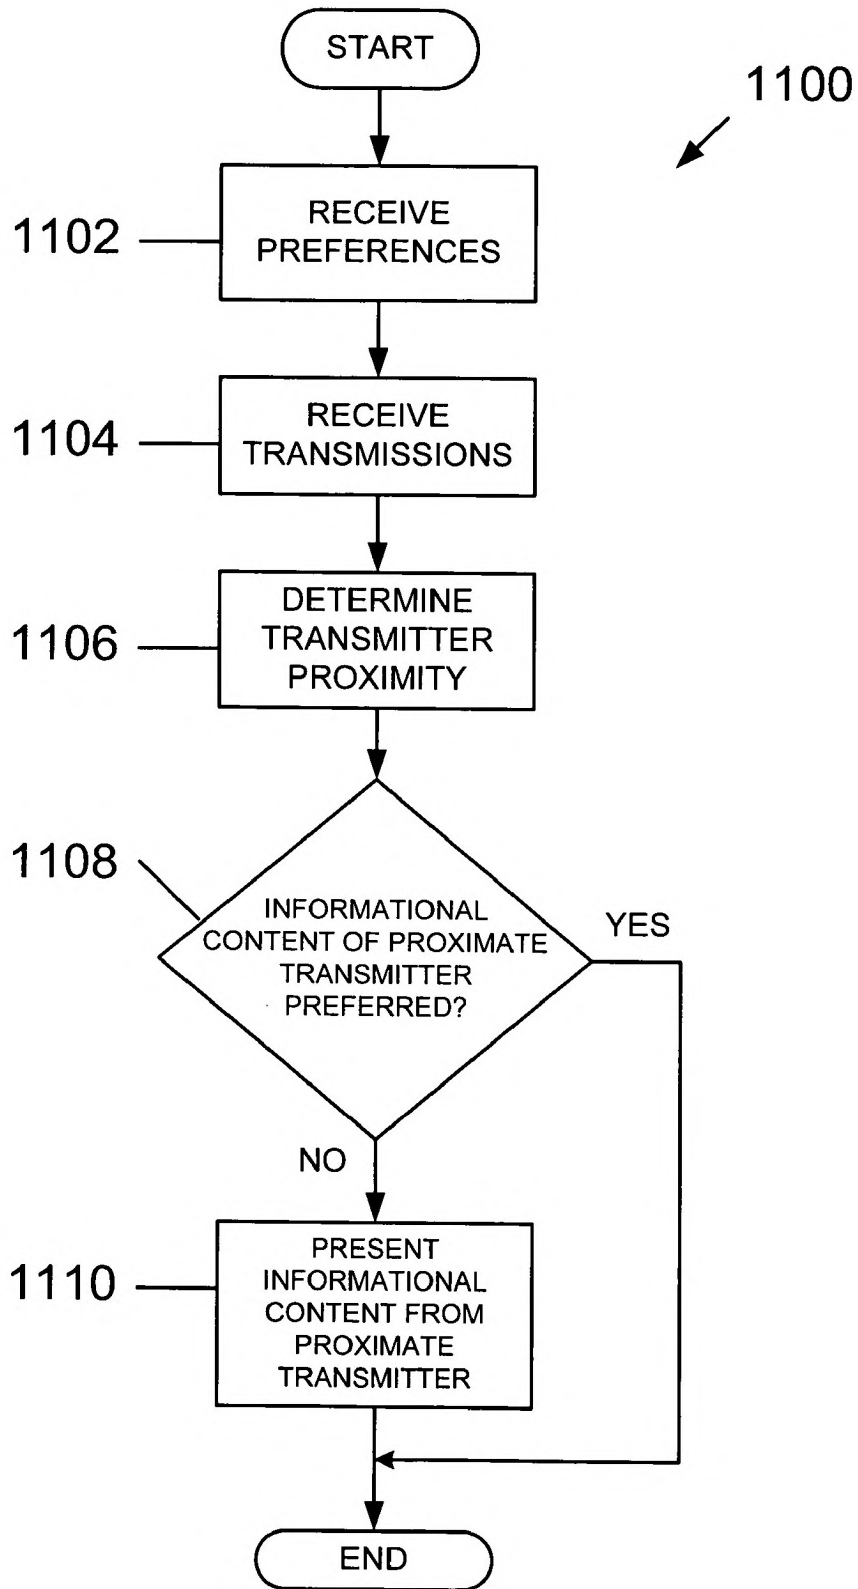 START
1100
1102
RECEIVE
PREFERENCES
1104
RECEIVE
TRANSMISSIONS
1106
DETERMINE
TRANSMITTER
PROXIMITY
1108
INFORMATIONAL
CONTENT OF PROXIMATE
TRANSMITTER
PREFERRED?
YES
NO
1110
PRESENT
INFORMATIONAL
CONTENT FROM
PROXIMATE
TRANSMITTER
END